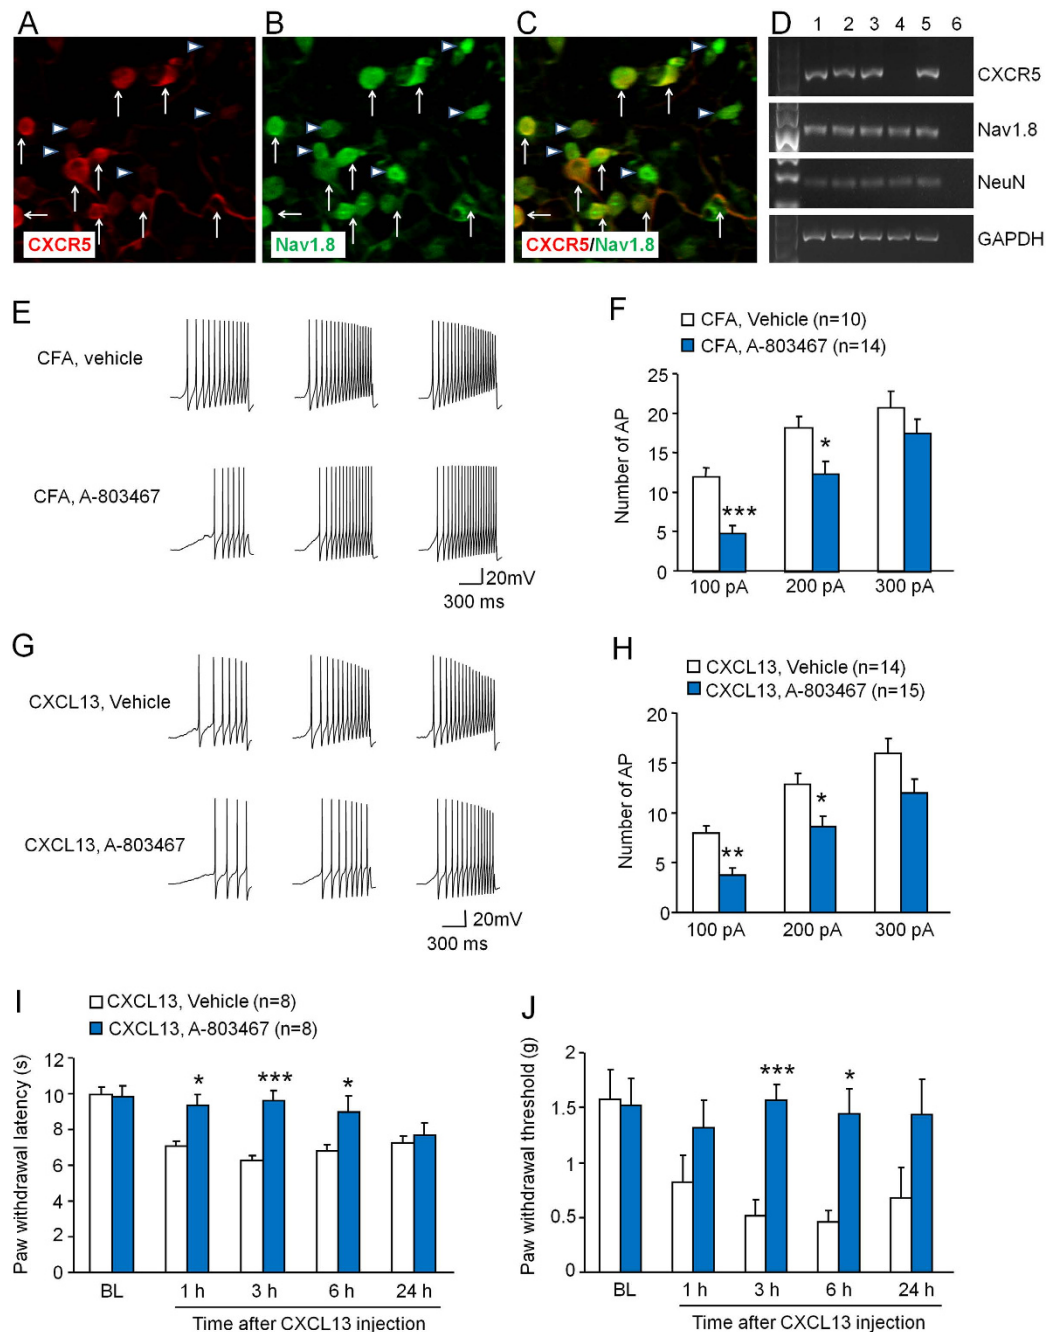 A
B
C
D
CXCR5
Nav1.8
CXCR5/Nav1.8
1 2 3 4 5 6
CXCR5
Nav1.8
NeuN
GAPDH
E
CFA, vehicle
CFA, A-803467
20mV
300 ms
F
CFA, Vehicle (n=10)
CFA, A-803467 (n=14)
Number of AP
25
20
15
10
5
0
***
*
100 pA
200 pA
300 pA
G
CXCL13, Vehicle
CXCL13, A-803467
20mV
300 ms
H
CXCL13, Vehicle (n=14)
CXCL13, A-803467 (n=15)
Number of AP
20
15
10
5
0
**
*
100 pA
200 pA
300 pA
I
CXCL13, Vehicle (n=8)
CXCL13, A-803467 (n=8)
Paw withdrawal latency (s)
12
10
8
6
4
2
0
*
***
*
BL
1 h
3 h
6 h
24 h
Time after CXCL13 injection
J
Paw withdrawal threshold (g)
2
1.5
1
0.5
0
***
*
BL
1 h
3 h
6 h
24 h
Time after CXCL13 injection